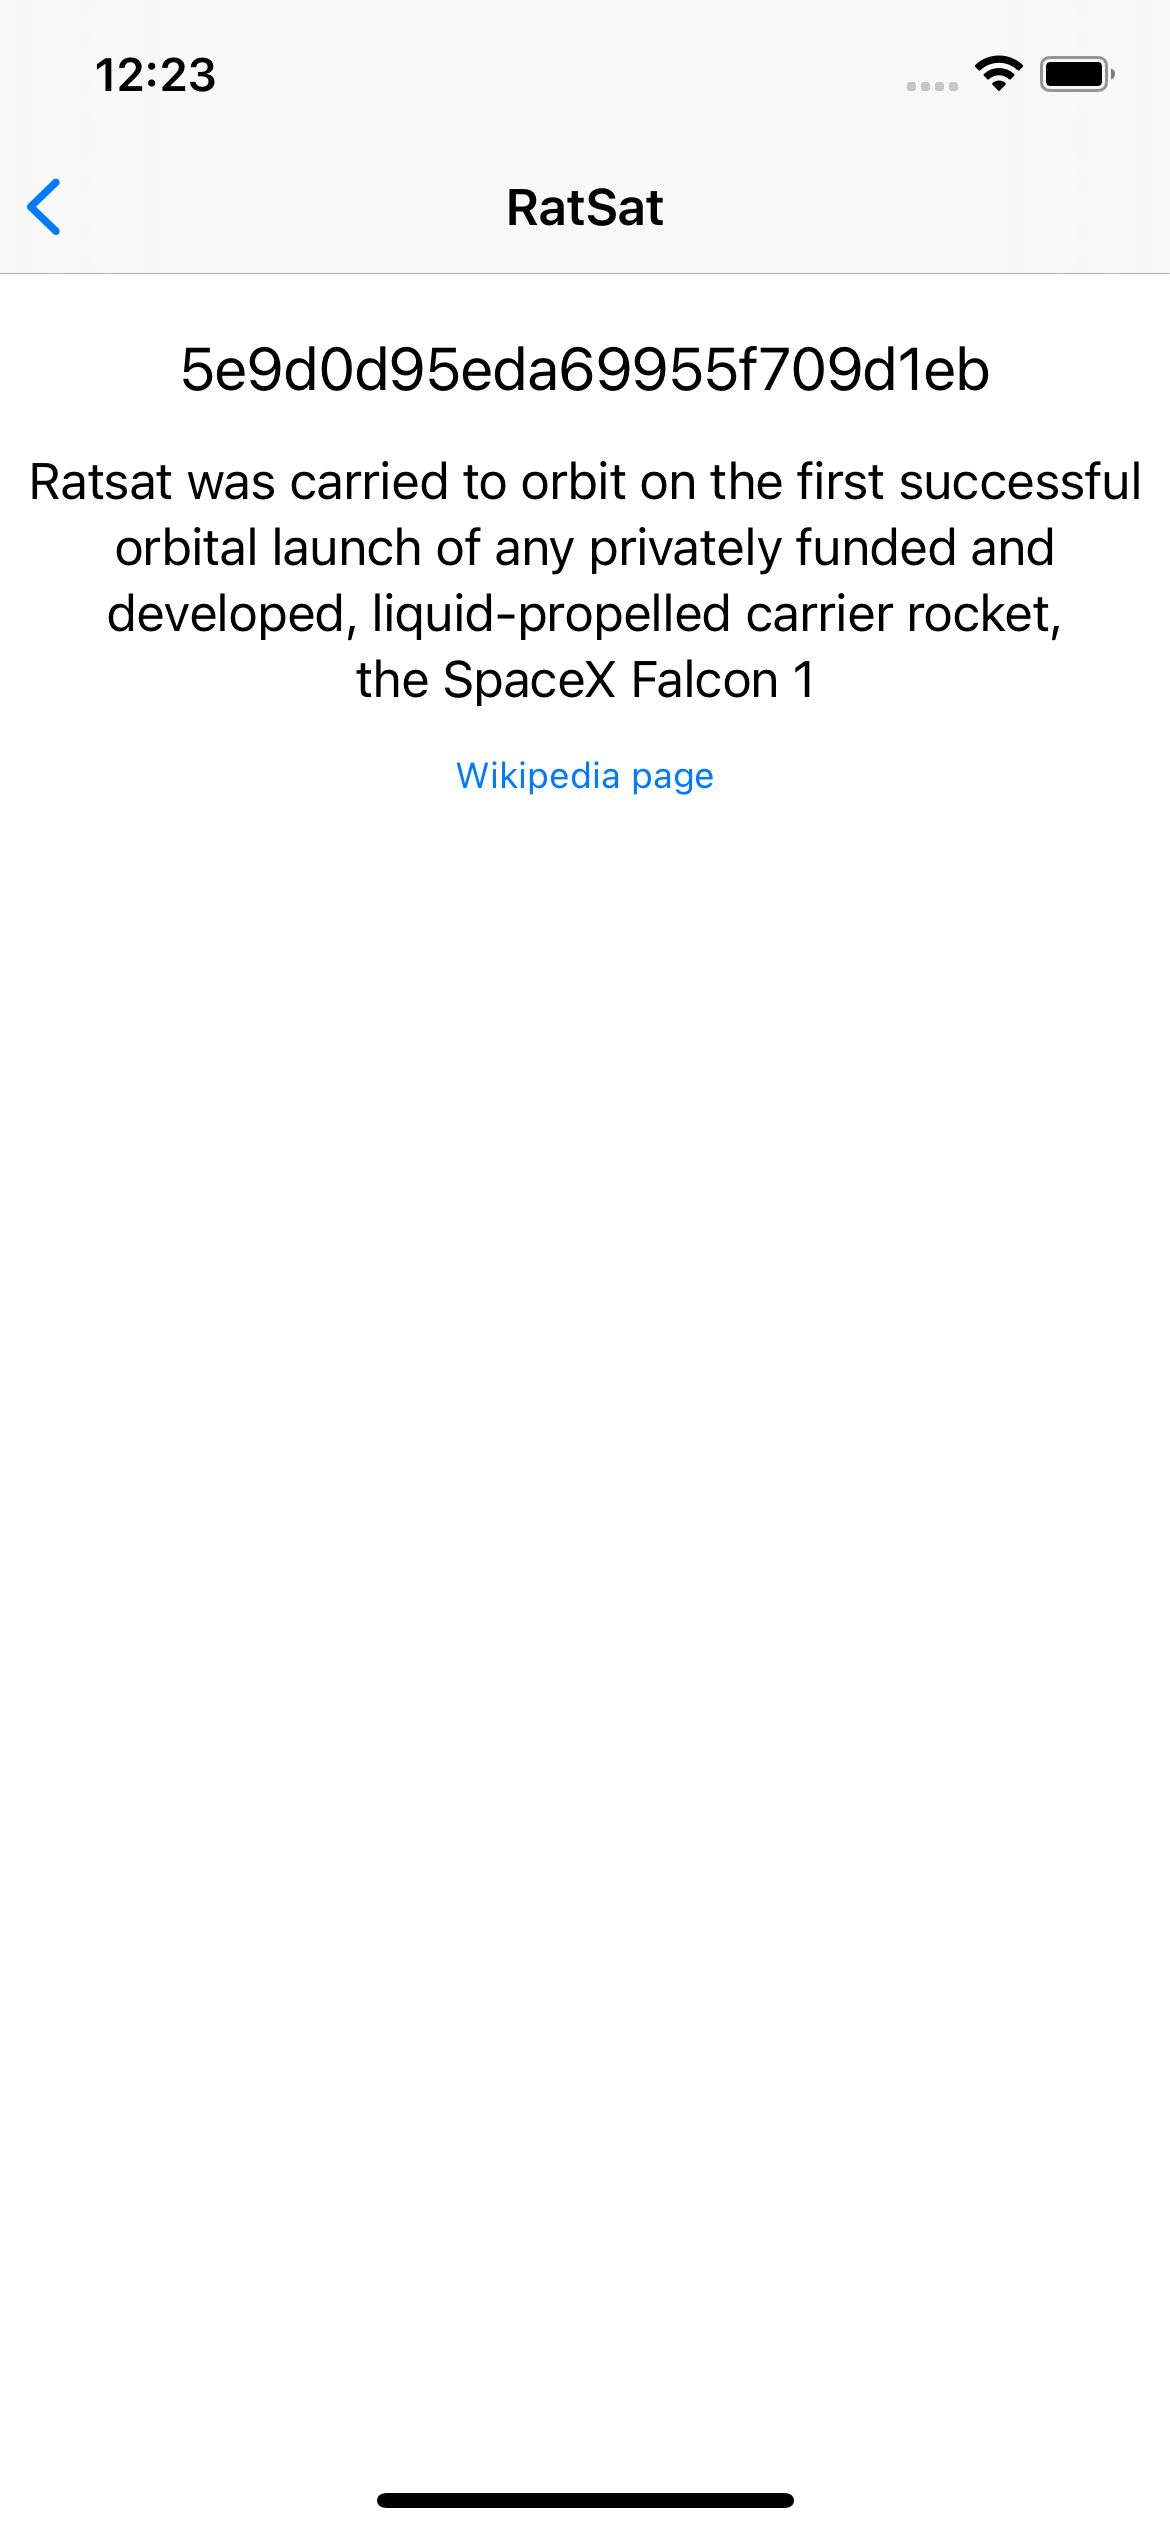 12:23
RatSat
5e9d0d95eda69955f709d1eb
Ratsat was carried to orbit on the first successful
orbital launch of any privately funded and
developed, liquid-propelled carrier rocket,
the SpaceX Falcon 1
Wikipedia page